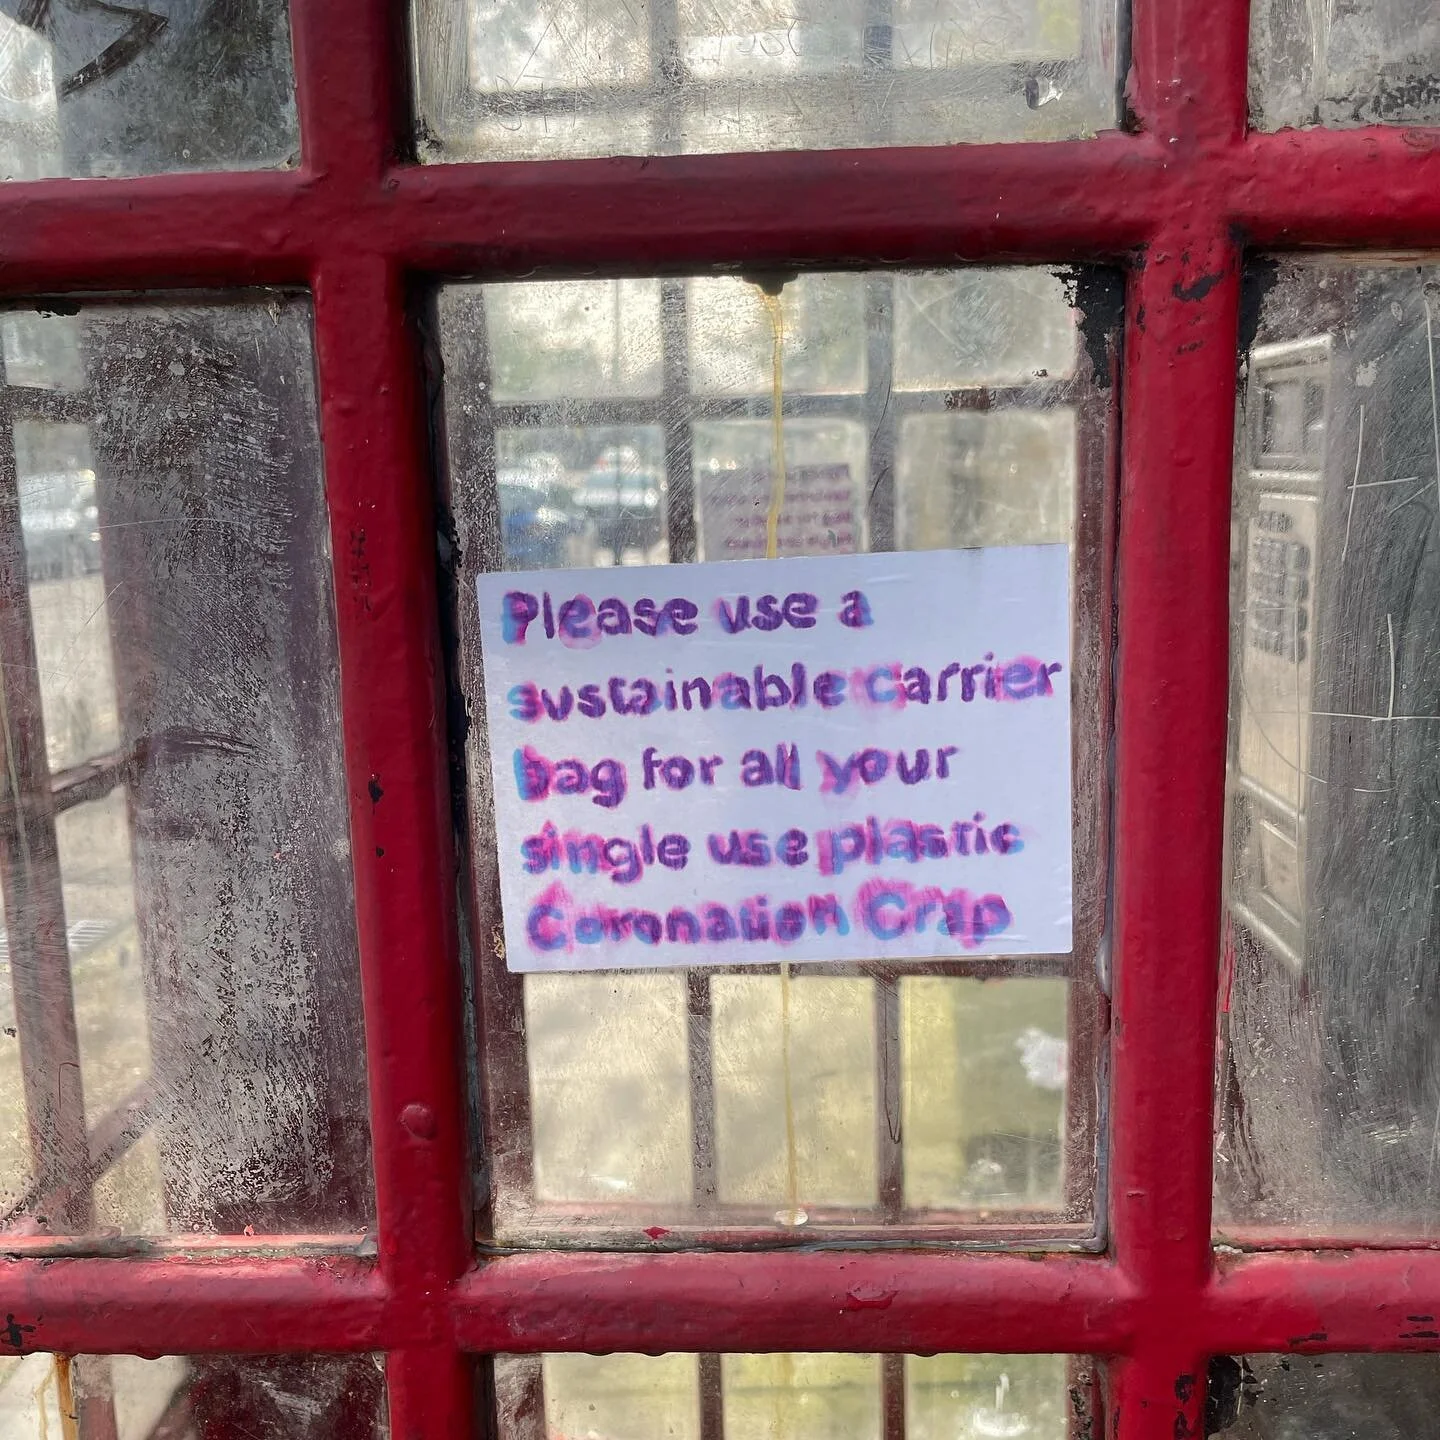 Please use a
sustainable carrier
bag for all your
single use plastic
Coronation Crap